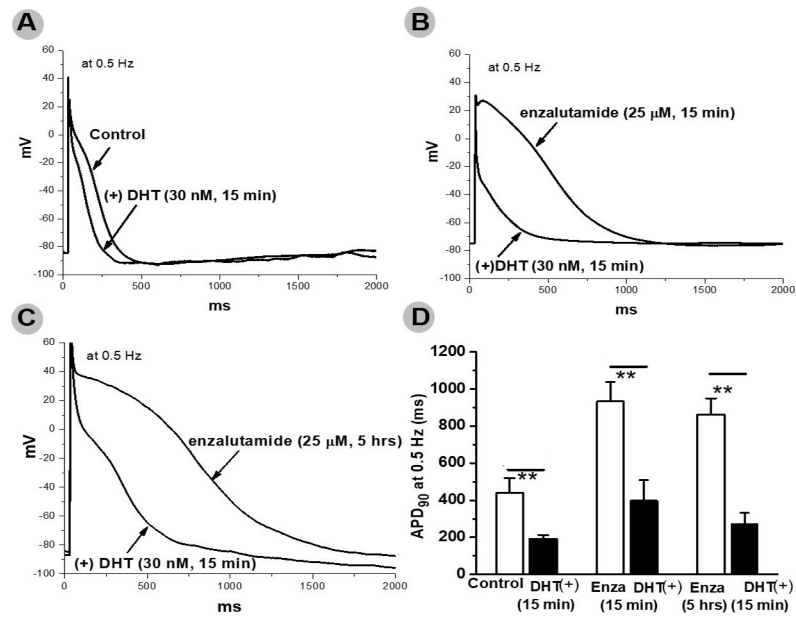 A
at 0.5 Hz
60
40
20
0
-20
-40
-60
-80
-100
mV
Control
(+) DHT (30 nM, 15 min)
0 500 1000 1500 2000
ms
B
at 0.5 Hz
60
40
20
0
-20
-40
-60
-80
-100
mV
enzalutamide (25 µM, 15 min)
(+)DHT (30 nM, 15 min)
0 500 1000 1500 2000
ms
C
at 0.5 Hz
60
40
20
0
-20
-40
-60
-80
-100
mV
enzalutamide (25 µM, 5 hrs)
(+) DHT (30 nM, 15 min)
0 500 1000 1500 2000
ms
D
APD90 at 0.5 Hz (ms)
1200
1000
800
600
400
200
0
**
**
**
Control DHT(+) Enza DHT(+) Enza DHT(+)
(15 min) (15 min) (5 hrs) (15 min)